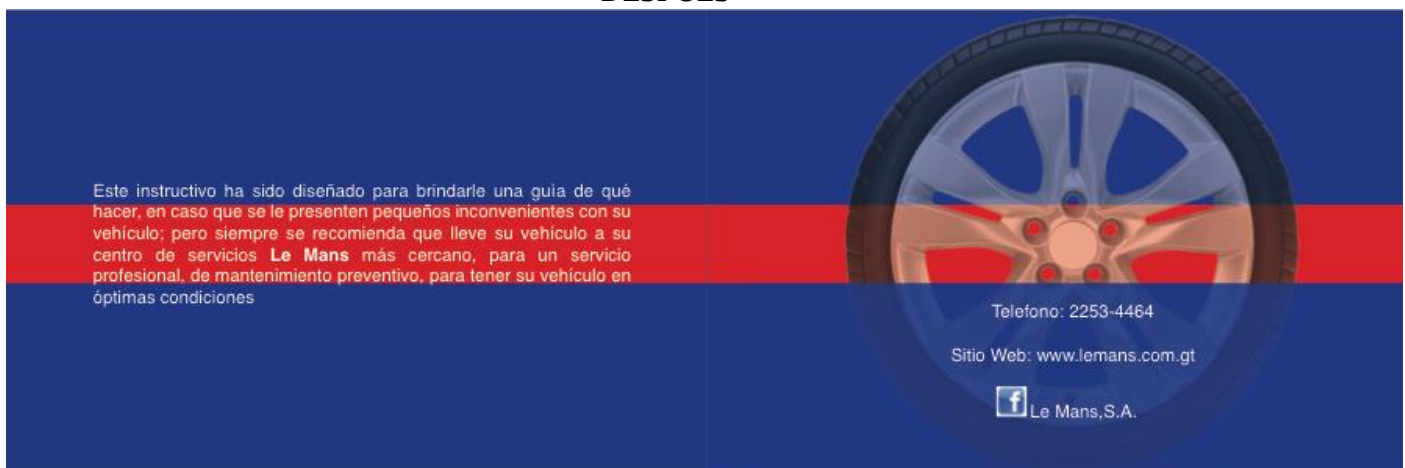 DESPUÉS
Este instructivo ha sido diseñado para brindarle una guìa de qué
hacer, en caso que se le presenten pequeños inconvenientes con su
vehículo; pero siempre se recomienda que lleve su vehículo a su
centro de servicios Le Mans más cercano, para un servicio
profesional, de mantenimiento preventivo, para tener su vehículo en
óptimas condiciones
Telefono: 2253-4464
Sitio Web: www.lemans.com.gt
f Le Mans,S.A.